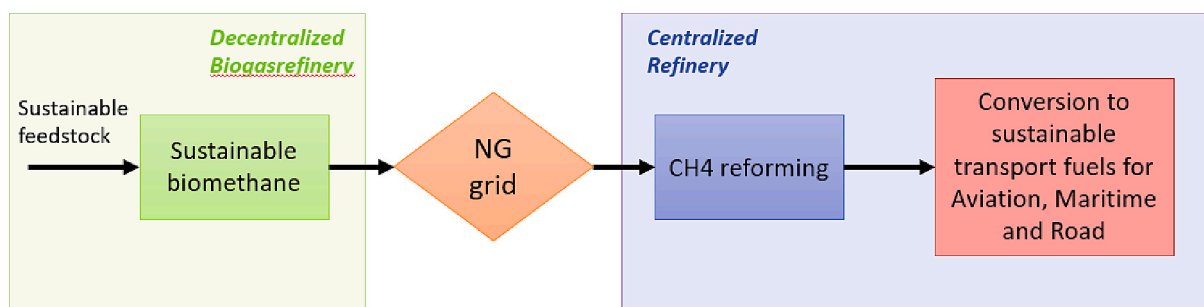 Decentralized
Biogasrefinery
Sustainable
feedstock
Sustainable
biomethane
NG
grid
Centralized
Refinery
CH4 reforming
Conversion to
sustainable
transport fuels for
Aviation, Maritime
and Road